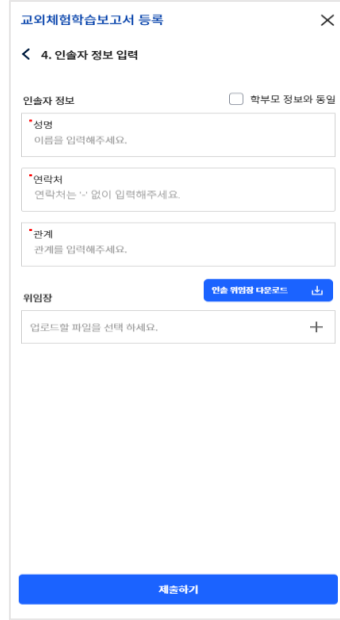 교외체험학습보고서 등록
4. 인솔자 정보 입력
인솔자 정보
학부모 정보와 동일
*성명
이름을 입력해주세요.
*연락처
연락처는 '-' 없이 입력해주세요.
*관계
관계를 입력해주세요.
위임장
인솔 위임장 다운로드
업로드할 파일을 선택 하세요.
제출하기